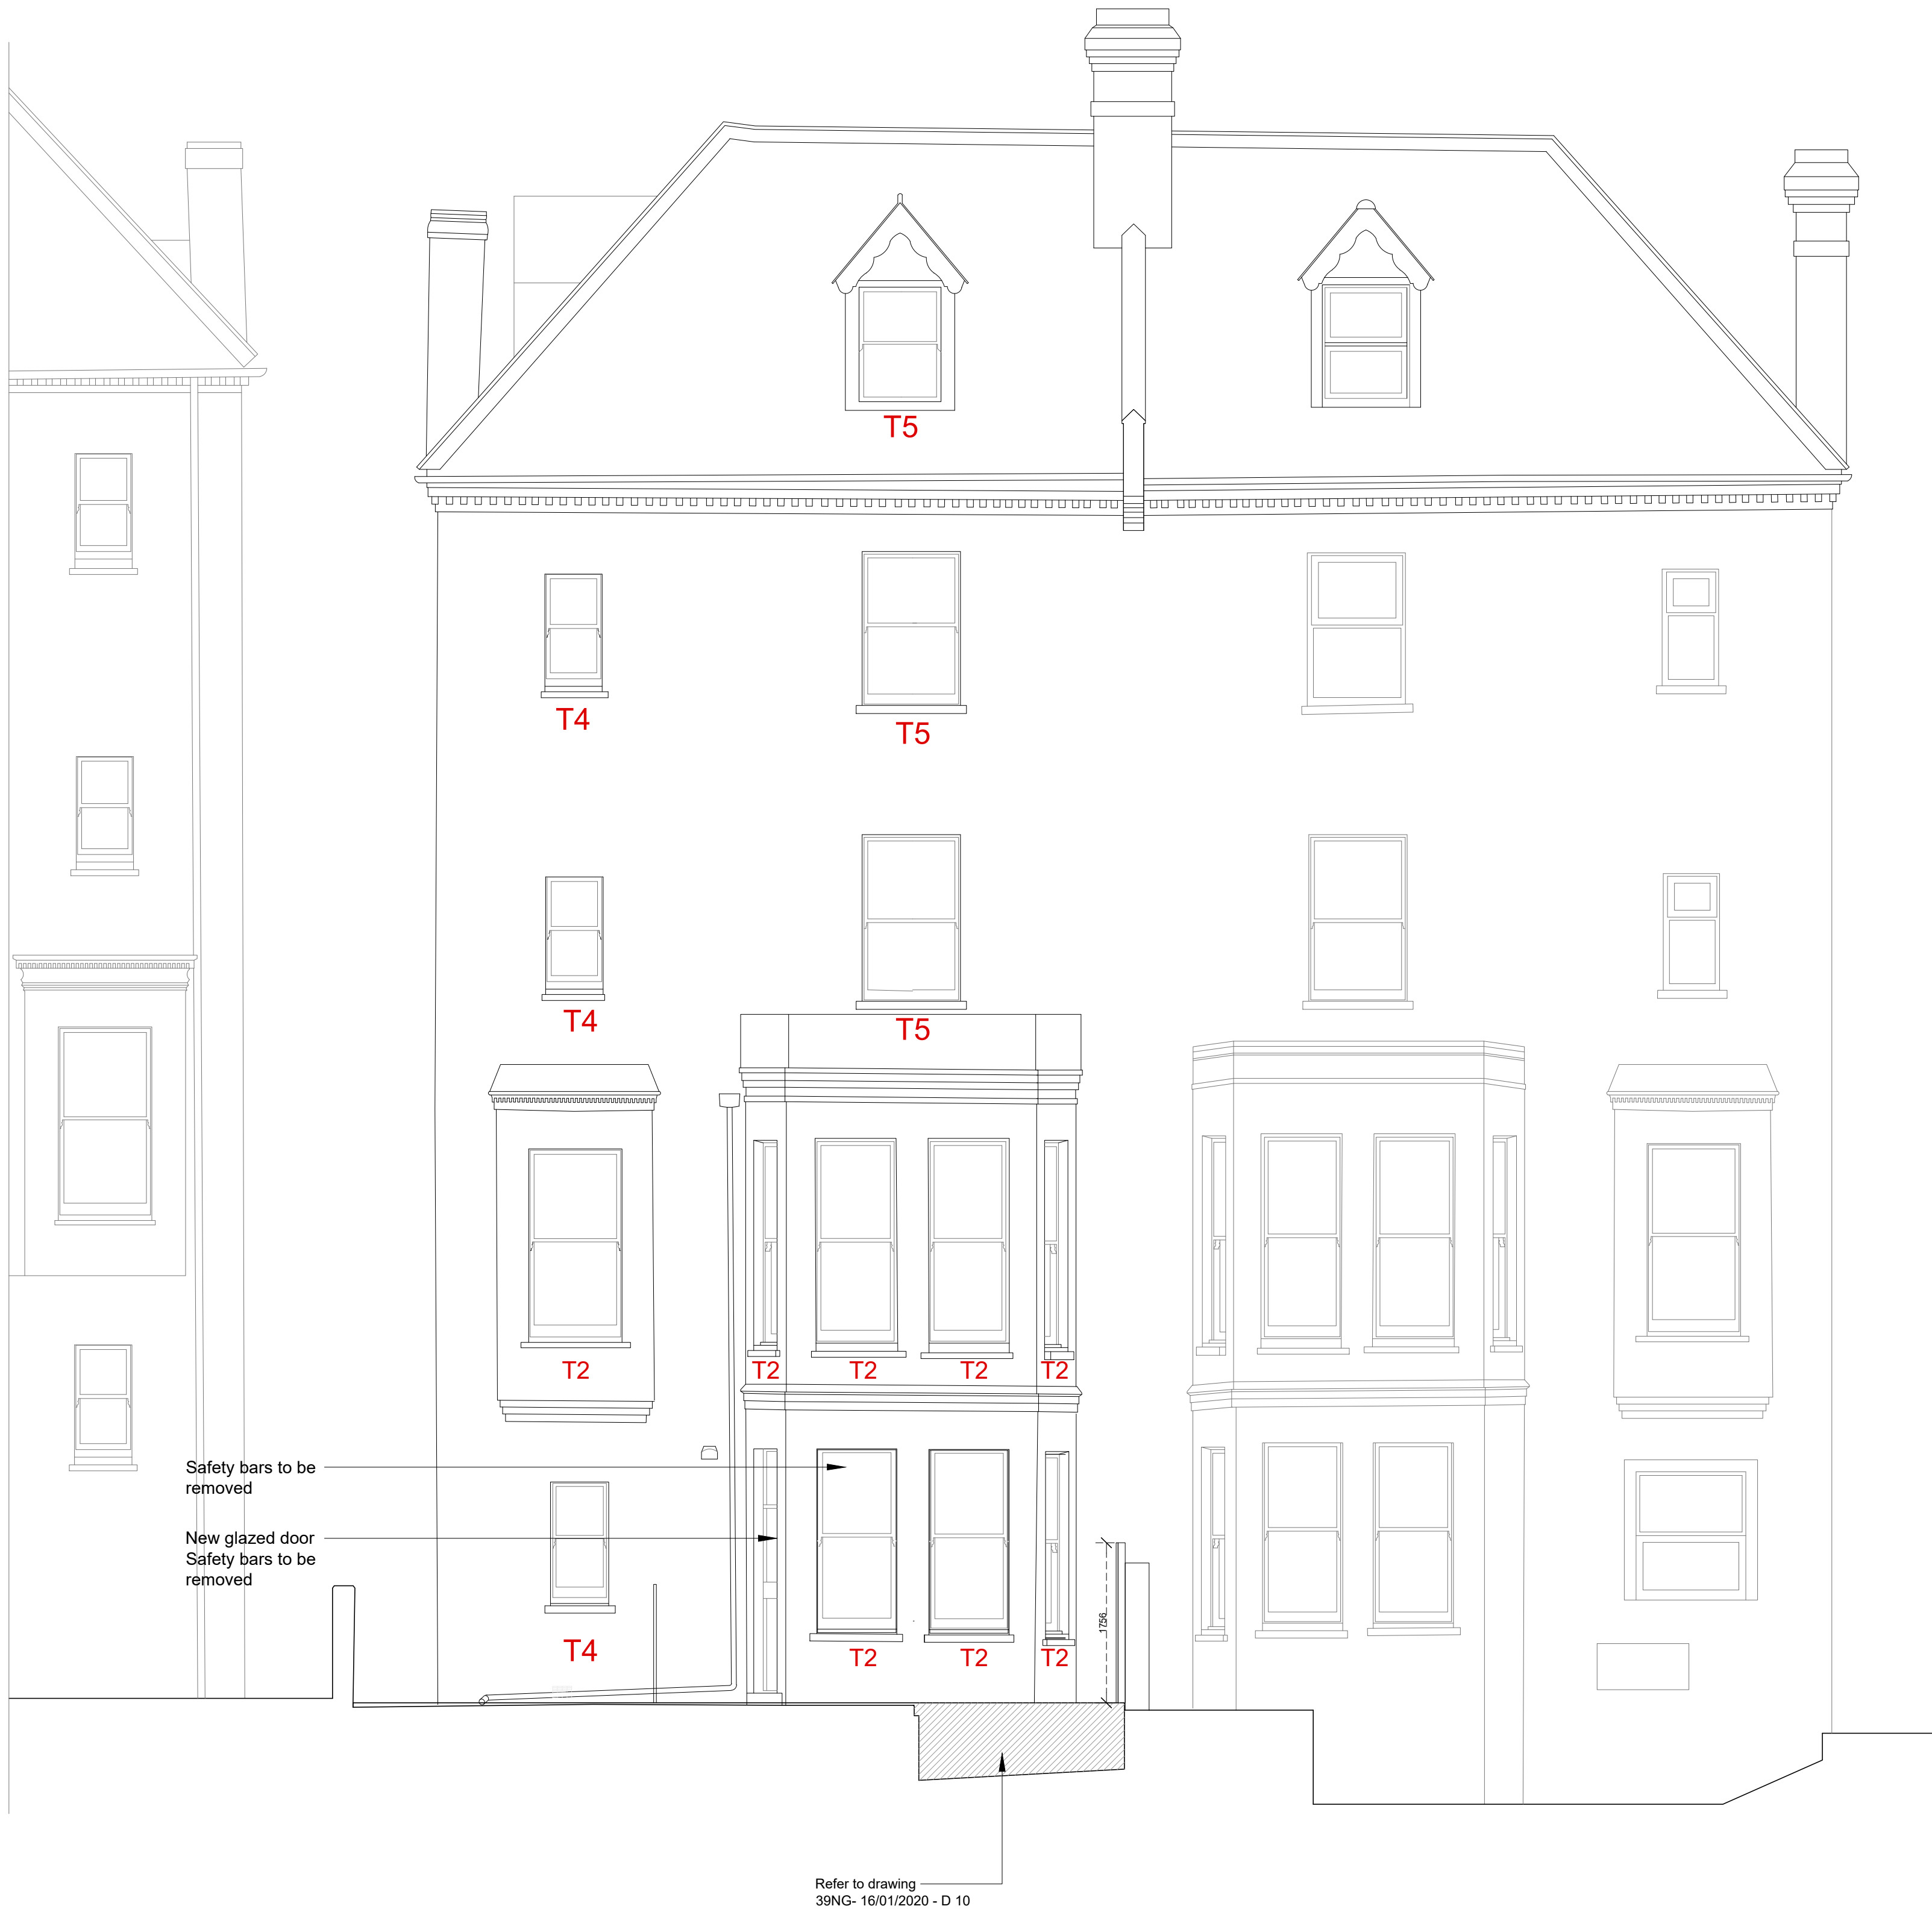 T5
T4
T5
T4
T5
T2
T2
T2
T2
T2
Safety bars to be
removed
New glazed door
Safety bars to be
removed
T4
T2
T2
T2
1756
Refer to drawing
39NG- 16/01/2020 - D 10